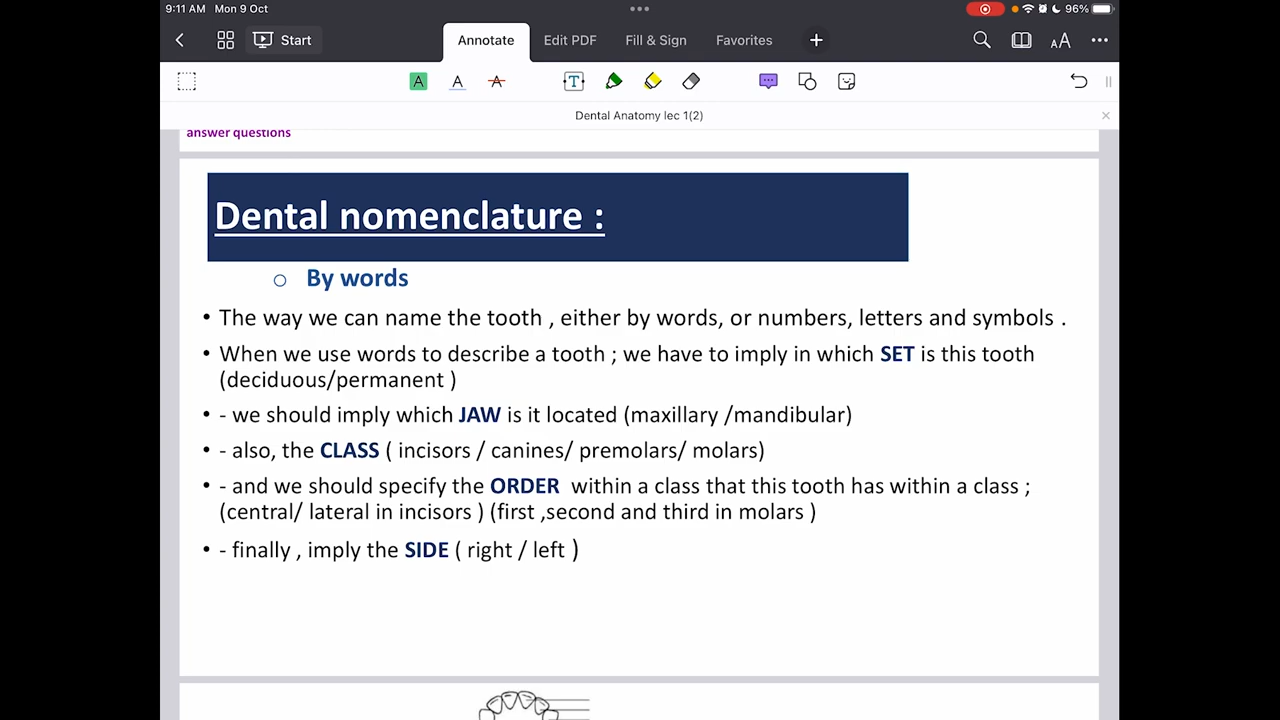 9:11 AM Mon 9 Oct
96%
Start
Annotate
Edit PDF
Fill & Sign
Favorites
AA
A
A
A
T
Dental Anatomy lec 1(2)
answer questions
Dental nomenclature :
By words
• The way we can name the tooth , either by words, or numbers, letters and symbols .
• When we use words to describe a tooth ; we have to imply in which SET is this tooth
(deciduous/permanent )
• - we should imply which JAW is it located (maxillary /mandibular)
• - also, the CLASS ( incisors / canines/ premolars/ molars)
• - and we should specify the ORDER within a class that this tooth has within a class ;
(central/ lateral in incisors ) (first ,second and third in molars )
• - finally , imply the SIDE ( right / left )